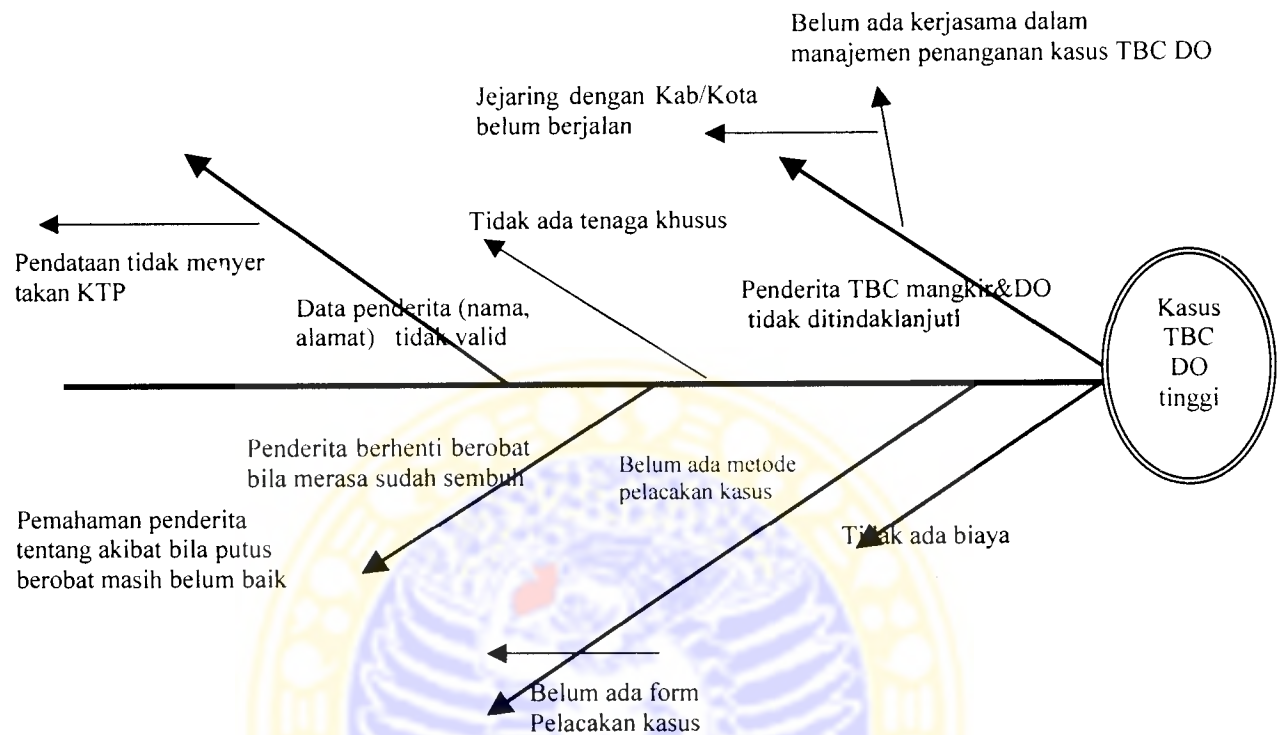 Belum ada kerjasama dalam
manajemen penanganan kasus TBC DO
Jejaring dengan Kab/Kota
belum berjalan
Tidak ada tenaga khusus
Pendataan tidak menyer
takan KTP
Data penderita (nama,
alamat) tidak valid
Penderita TBC mangkir&DO
tidak ditindaklanjuti
Kasus
TBC
DO
tinggi
Penderita berhenti berobat
bila merasa sudah sembuh
Belum ada metode
pelacakan kasus
Pemahaman penderita
tentang akibat bila putus
berobat masih belum baik
Tidak ada biaya
Belum ada form
Pelacakan kasus